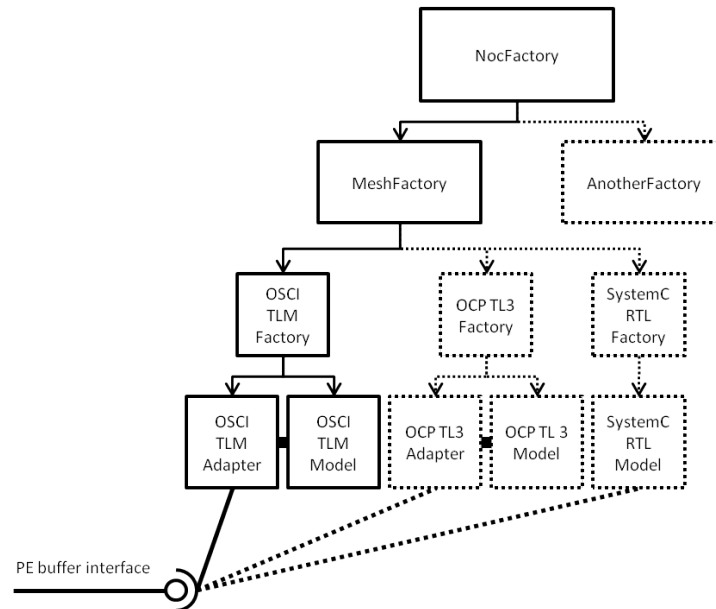 NocFactory
MeshFactory
AnotherFactory
OSCI
TLM
Factory
OCP TL3
Factory
SystemC
RTL
Factory
OSCI
TLM
Adapter
OSCI
TLM
Model
OCP TL3
Adapter
OCP TL 3
Model
SystemC
RTL
Model
PE buffer interface